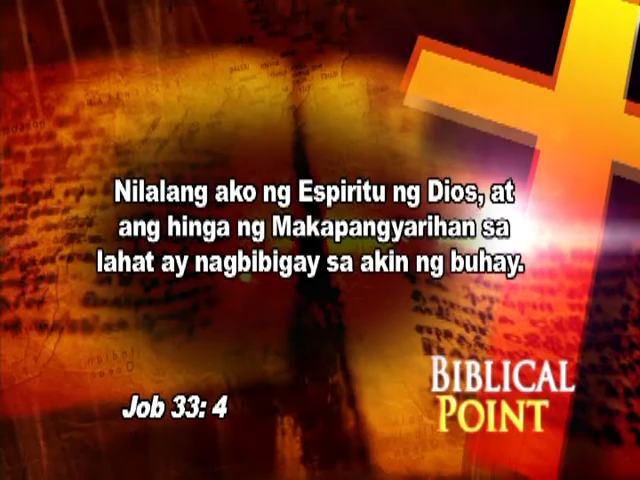 Nilalang ako ng Espiritu ng Dios, at
ang hinga ng Makapangyarihan sa
lahat ay nagbibigay sa akin ng buhay.
Job 33: 4
BIBLICAL
POINT